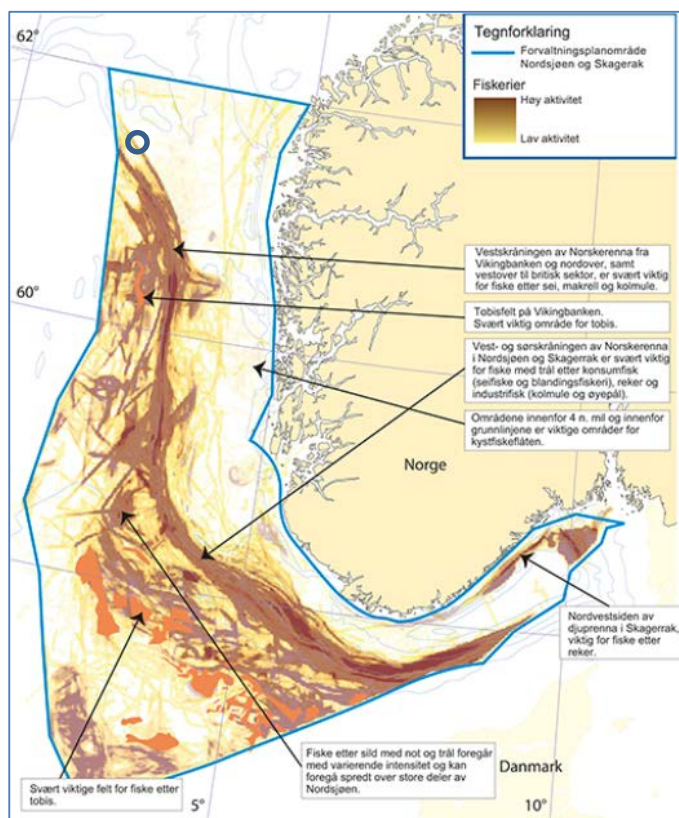 62°
Tegnforklaring
Forvaltningsplanområde
Nordsjøen og Skagerak
Fiskerier
Høy aktivitet
Lav aktivitet
Vestskråningen av Norskerenna fra
Vikingbanken og nordover, samt
vestover til britisk sektor, er svært viktig
for fiske etter sei, makrell og kolmule.
60°
Tobisfelt på Vikingbanken.
Svært viktig område for tobis.
Vest- og sørskråningen av Norskerenna
i Nordsjøen og Skagerrak er svært viktig
for fiske med trål etter konsumfisk
(seifiske og blandingsfiskeri), reker og
industrifisk (kolmule og øyepål).
Områdene innenfor 4 n. mil og innenfor
grunnlinjene er viktige områder for
kystfiskeflåten.
Norge
Nordvestsiden av
djuprenna i Skagerrak,
viktig for fiske etter
reker.
Fiske etter sild med not og trål foregår
med varierende intensitet og kan
foregå spredt over store deler av
Nordsjøen.
Svært viktige felt for fiske etter
tobis.
Danmark
5°
10°